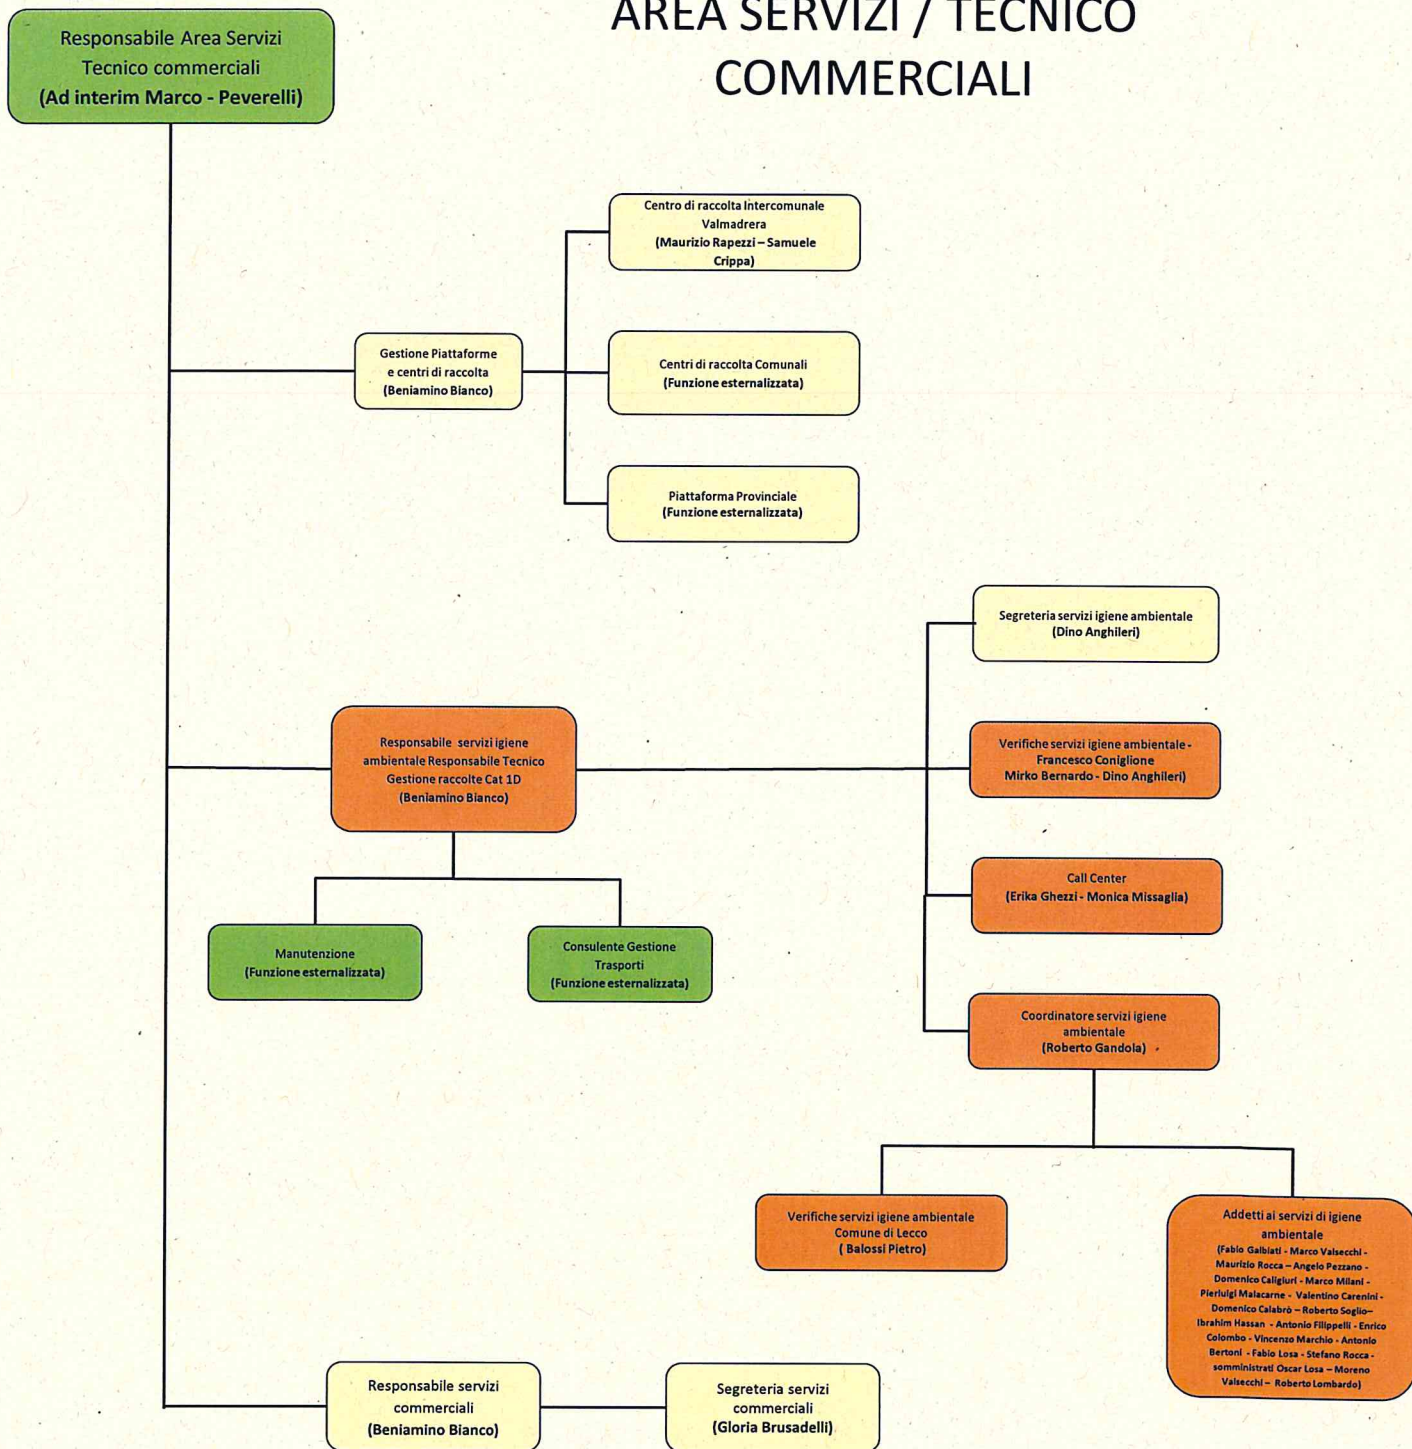 AREA SERVIZI / TECNICO
COMMERCIALI
Responsabile Area Servizi
Tecnico commerciali
(Ad interim Marco - Peverelli)
Centro di raccolta Intercomunale
Valmadrera
(Maurizio Rapezzi – Samuele
Crippa)
Gestione Piattaforme
e centri di raccolta
(Beniamino Bianco)
Centri di raccolta Comunali
(Funzione esternalizzata)
Piattaforma Provinciale
(Funzione esternalizzata)
Segreteria servizi igiene ambientale
(Dino Anghileri)
Responsabile servizi igiene
ambientale Responsabile Tecnico
Gestione raccolte Cat 1D
(Beniamino Bianco)
Verifiche servizi igiene ambientale -
Francesco Coniglione
Mirko Bernardo - Dino Anghileri)
Call Center
(Erika Ghezzi - Monica Missaglia)
Manutenzione
(Funzione esternalizzata)
Consulente Gestione
Trasporti
(Funzione esternalizzata)
Coordinatore servizi igiene
ambientale
(Roberto Gandola)
Verifiche servizi igiene ambientale
Comune di Lecco
( Balossi Pietro)
Addetti ai servizi di igiene
ambientale
(Fabio Galbiati - Marco Valsecchi -
Maurizio Rocca – Angelo Pezzano -
Domenico Caligiuri - Marco Milani -
Pierluigi Malacarne - Valentino Carenini -
Domenico Calabrò – Roberto Soglio–
Ibrahim Hassan - Antonio Filippelli - Enrico
Colombo - Vincenzo Marchio - Antonio
Bertoni - Fabio Losa - Stefano Rocca -
somministrati Oscar Losa – Moreno
Valsecchi – Roberto Lombardo)
Responsabile servizi
commerciali
(Beniamino Bianco)
Segreteria servizi
commerciali
(Gloria Brusadelli)